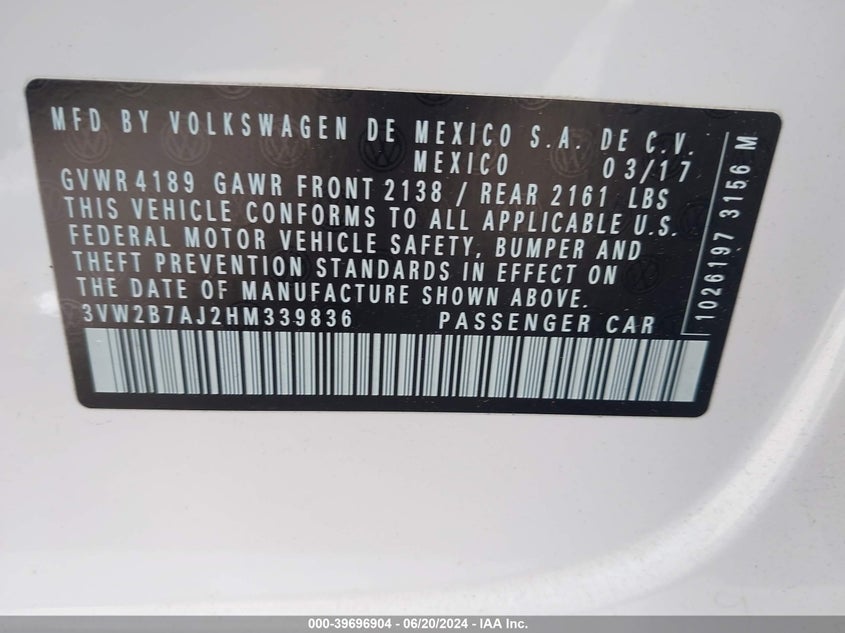 MFD BY VOLKSWAGEN DE MEXICO S.A. DE C.V.
MEXICO 03/17
GVWR 4189 GAWR FRONT 2138 / REAR 2161 LBS
THIS VEHICLE CONFORMS TO ALL APPLICABLE U.S.
FEDERAL MOTOR VEHICLE SAFETY, BUMPER AND
THEFT PREVENTION STANDARDS IN EFFECT ON
THE DATE OF MANUFACTURE SHOWN ABOVE.
3VW2B7AJ2HM339836 PASSENGER CAR
1026197 3156 M
000-39696904 / 06/20/2024 - IAA Inc.